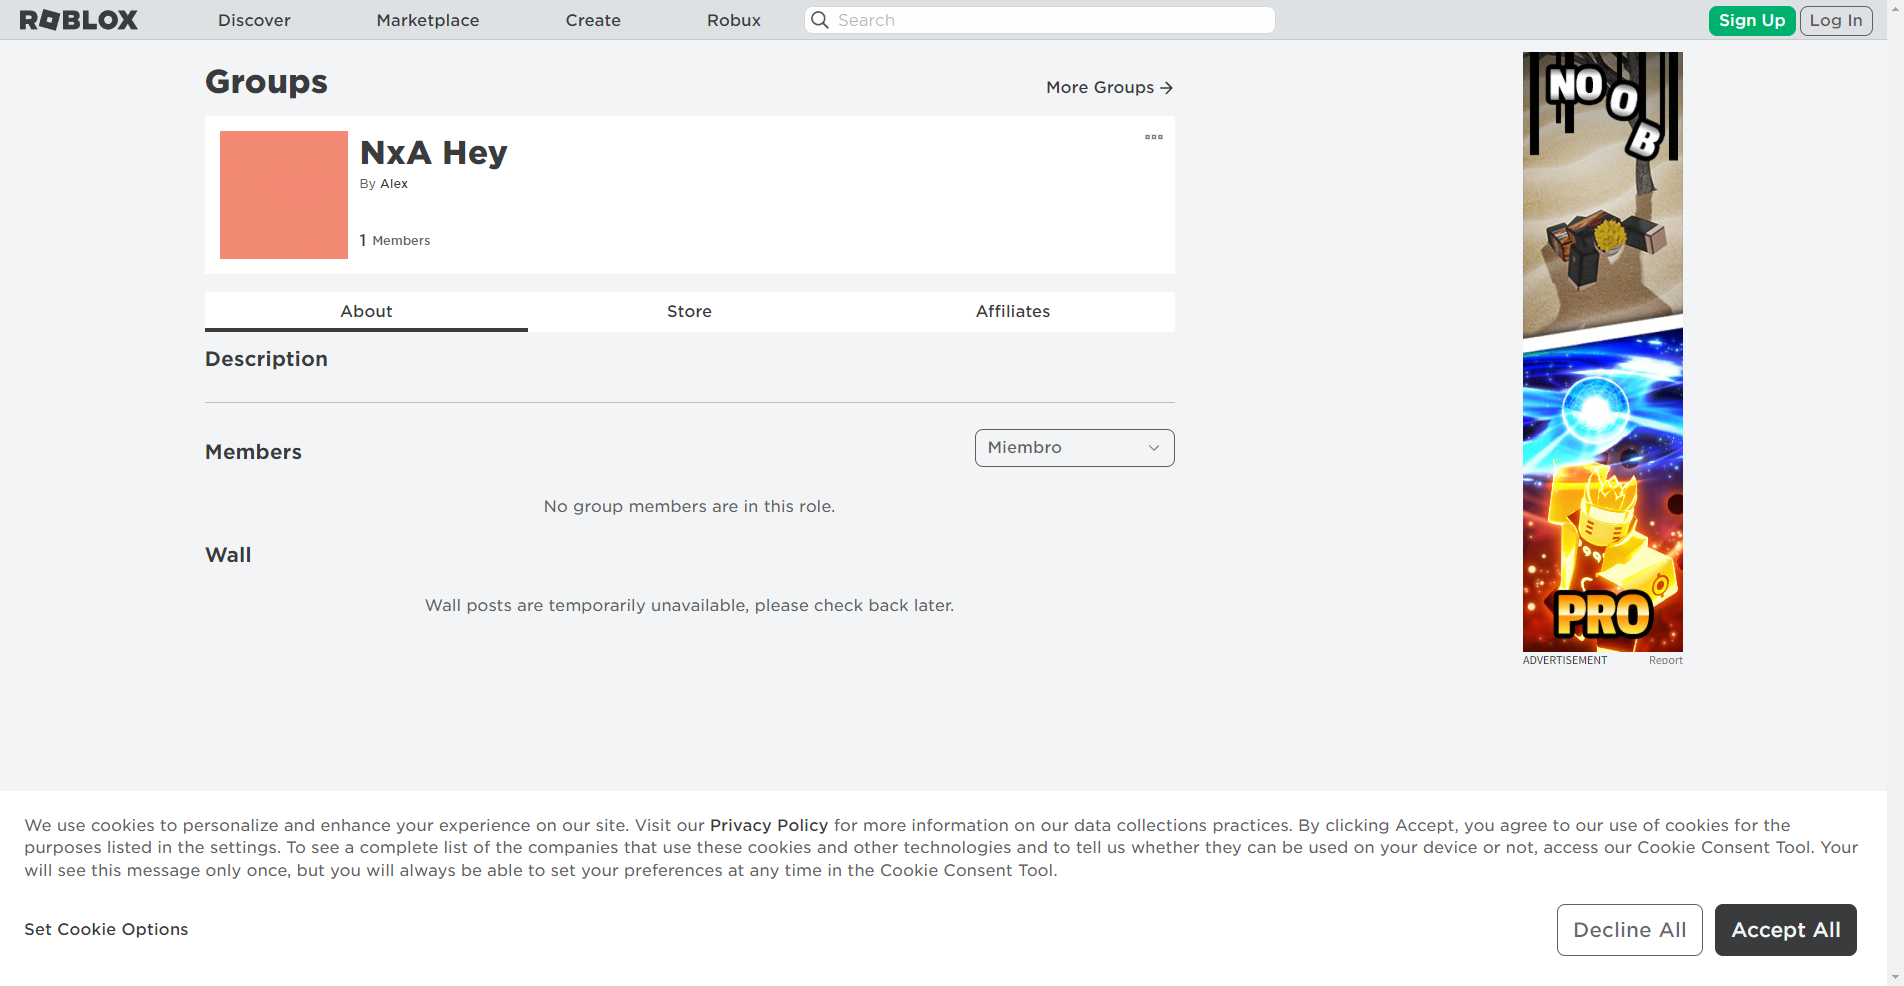 ROBLOX
Discover
Marketplace
Create
Robux
Search
Sign Up
Log In
Groups
More Groups
NxA Hey
By Alex
1 Members
About
Store
Affiliates
Description
Members
Miembro
No group members are in this role.
Wall
Wall posts are temporarily unavailable, please check back later.
NOOB
PRO
ADVERTISEMENT
Report
We use cookies to personalize and enhance your experience on our site. Visit our Privacy Policy for more information on our data collections practices. By clicking Accept, you agree to our use of cookies for the
purposes listed in the settings. To see a complete list of the companies that use these cookies and other technologies and to tell us whether they can be used on your device or not, access our Cookie Consent Tool. Your
will see this message only once, but you will always be able to set your preferences at any time in the Cookie Consent Tool.
Set Cookie Options
Decline All
Accept All